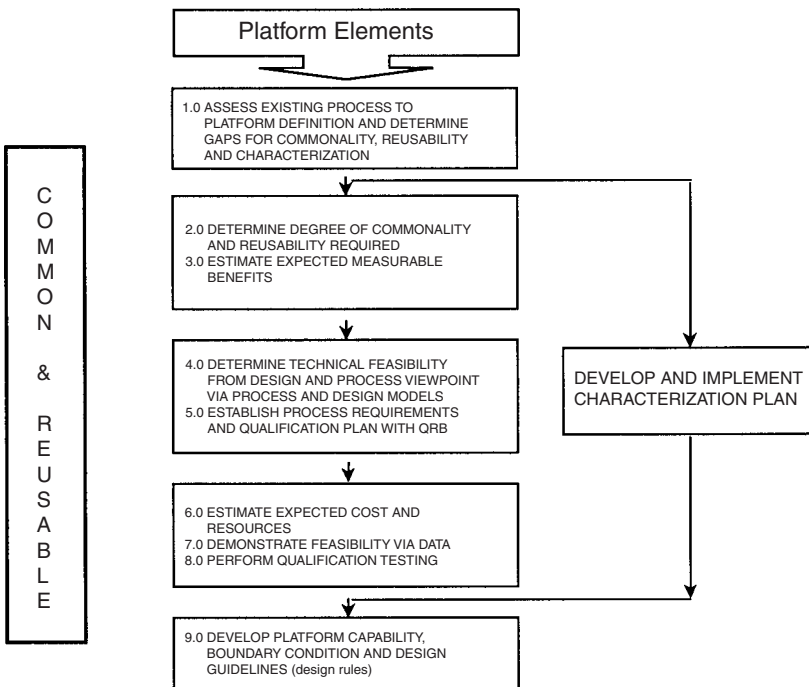 Platform Elements
1.0 ASSESS EXISTING PROCESS TO
PLATFORM DEFINITION AND DETERMINE
GAPS FOR COMMONALITY, REUSABILITY
AND CHARACTERIZATION
COMMON & REUSABLE
2.0 DETERMINE DEGREE OF COMMONALITY
AND REUSABILITY REQUIRED
3.0 ESTIMATE EXPECTED MEASURABLE
BENEFITS
4.0 DETERMINE TECHNICAL FEASIBILITY
FROM DESIGN AND PROCESS VIEWPOINT
VIA PROCESS AND DESIGN MODELS
5.0 ESTABLISH PROCESS REQUIREMENTS
AND QUALIFICATION PLAN WITH QRB
DEVELOP AND IMPLEMENT
CHARACTERIZATION PLAN
6.0 ESTIMATE EXPECTED COST AND
RESOURCES
7.0 DEMONSTRATE FEASIBILITY VIA DATA
8.0 PERFORM QUALIFICATION TESTING
9.0 DEVELOP PLATFORM CAPABILITY,
BOUNDARY CONDITION AND DESIGN
GUIDELINES (design rules)